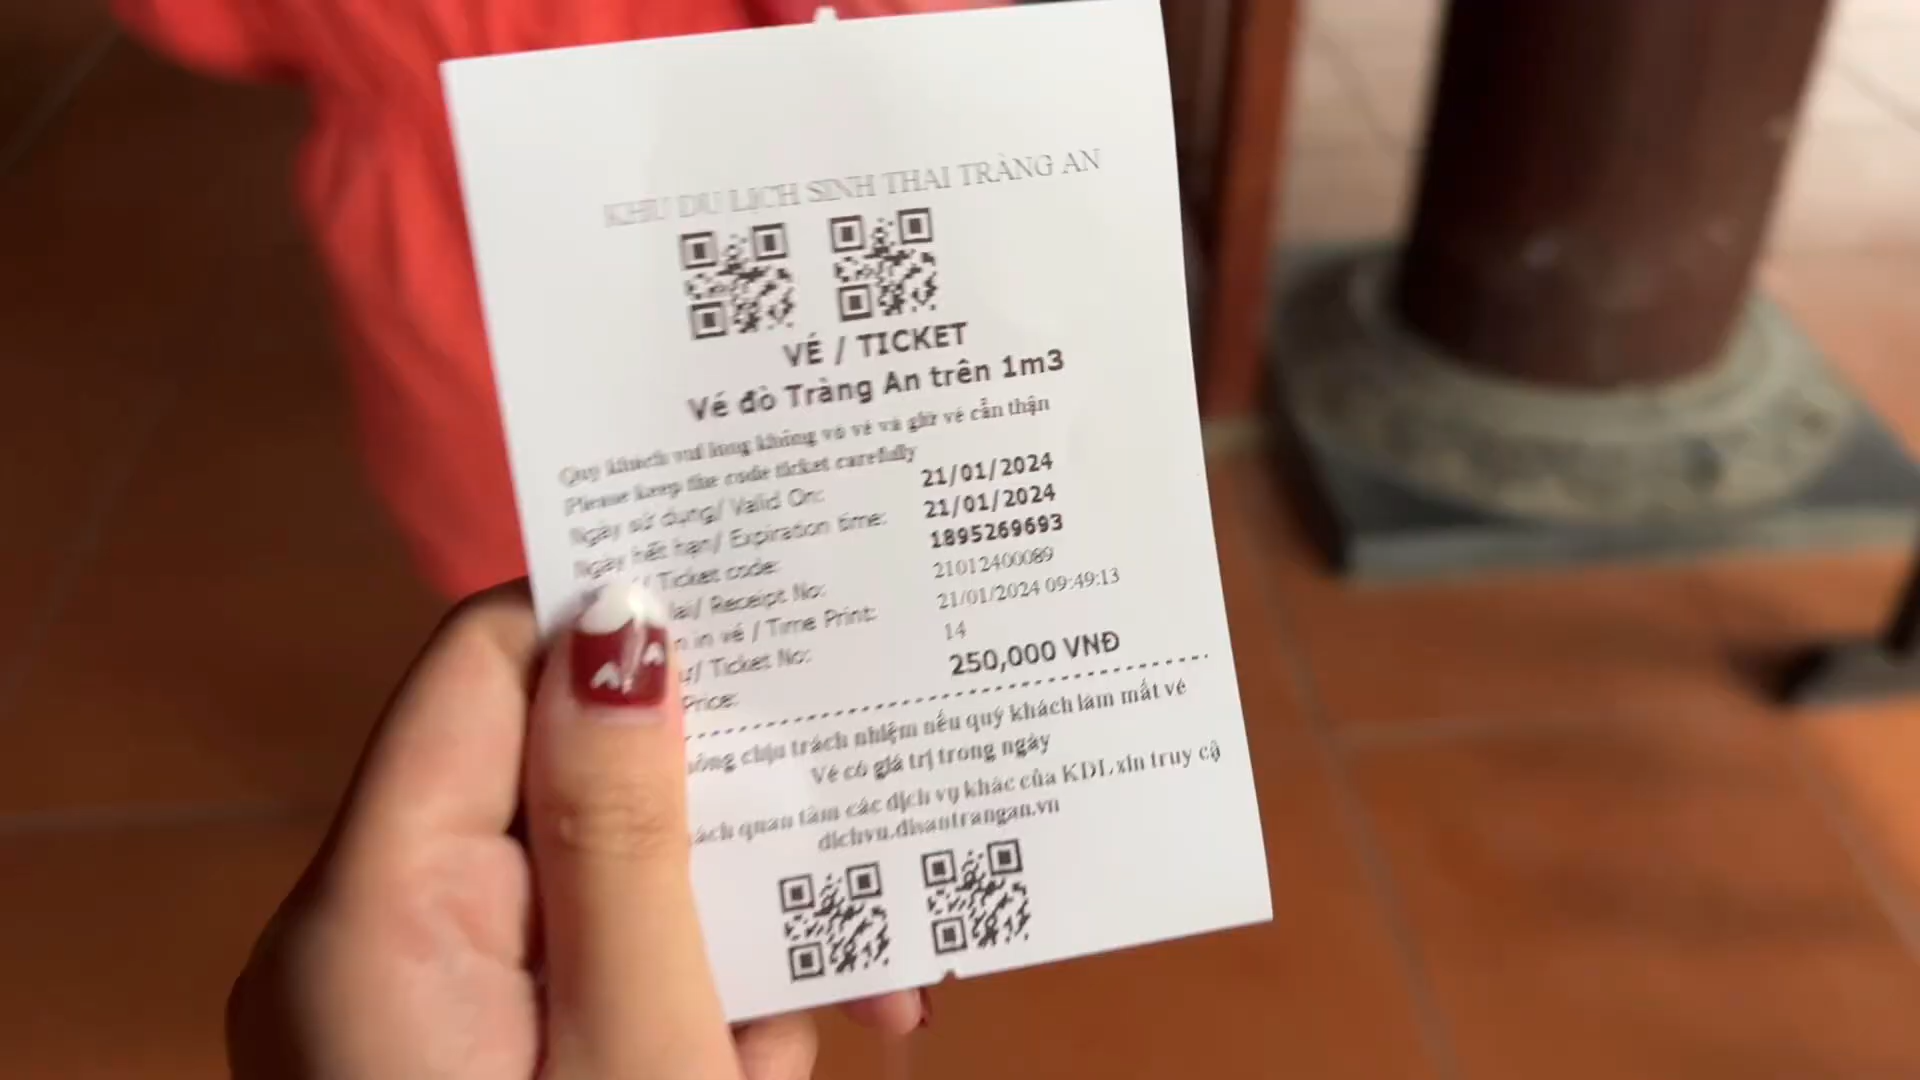 KHU DU LỊCH SINH THÁI TRÀNG AN
VÉ / TICKET
Vé đò Tràng An trên 1m3
Quý khách vui lòng không vò vé và giữ vé cẩn thận
Please keep the code ticket carefully
Ngày sử dụng/ Valid On: 21/01/2024
Ngày hết hạn/ Expiration time: 21/01/2024
/ Ticket code: 1895269693
lai/ Receipt No: 21012400089
n in vé / Time Print: 21/01/2024 09:49:13
/ Ticket No: 14
Price: 250,000 VNĐ
hông chịu trách nhiệm nếu quý khách làm mất vé
Vé có giá trị trong ngày
hách quan tâm các dịch vụ khác của KDL xin truy cậ
dichvu.disantrangan.vn